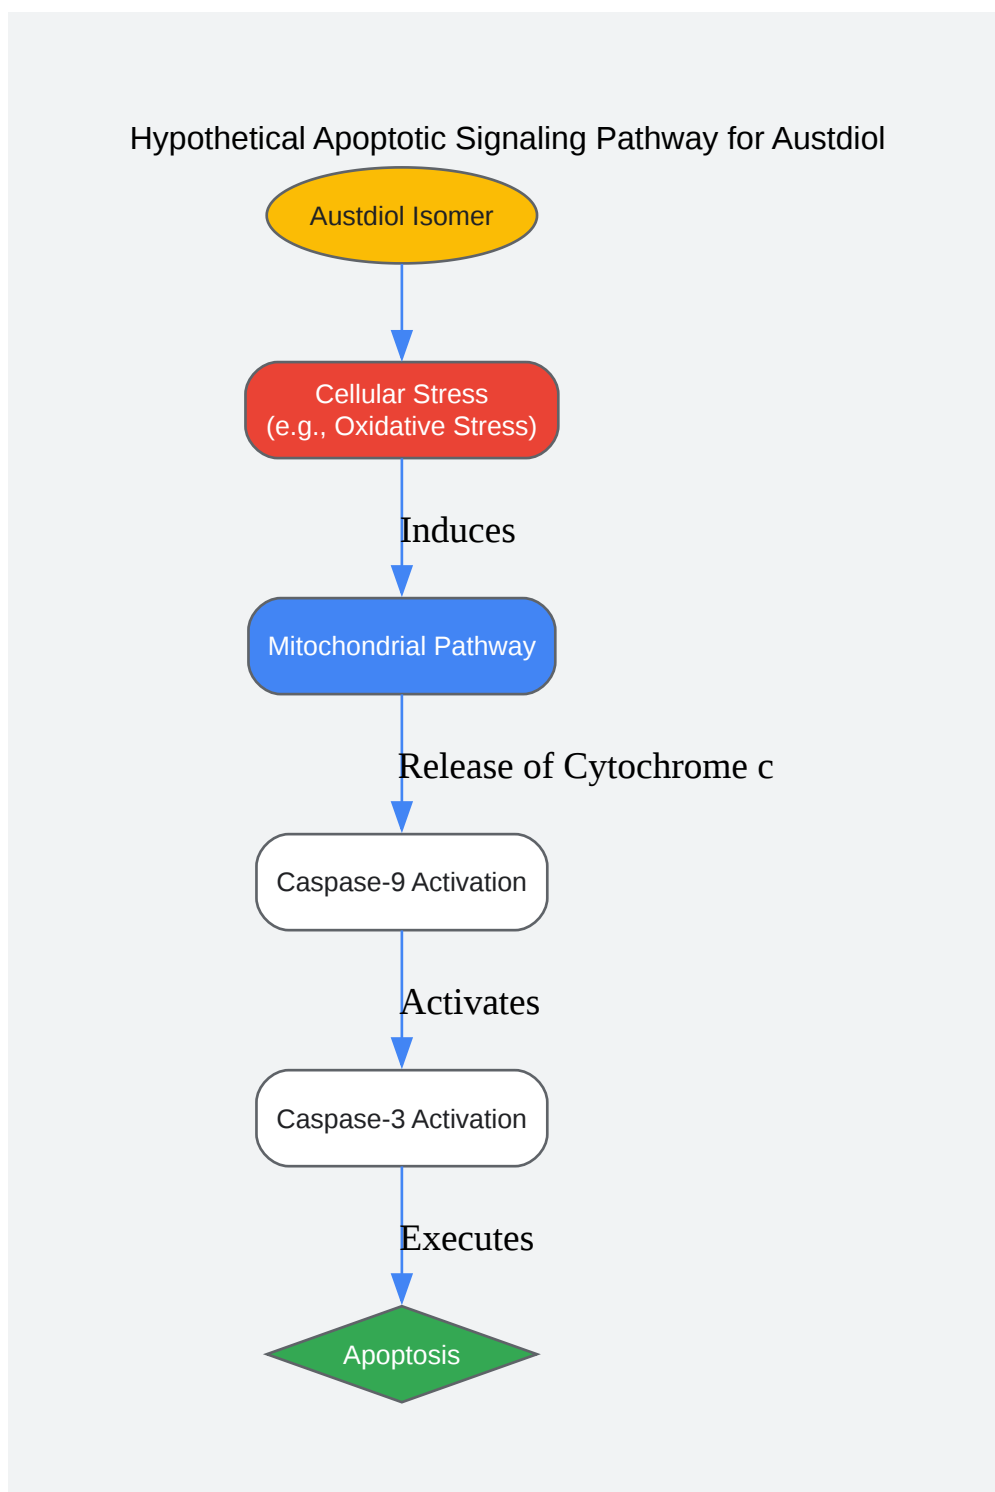 Hypothetical Apoptotic Signaling Pathway for Austdiol
Austdiol Isomer
Cellular Stress
(e.g., Oxidative Stress)
Induces
Mitochondrial Pathway
Release of Cytochrome c
Caspase-9 Activation
Activates
Caspase-3 Activation
Executes
Apoptosis